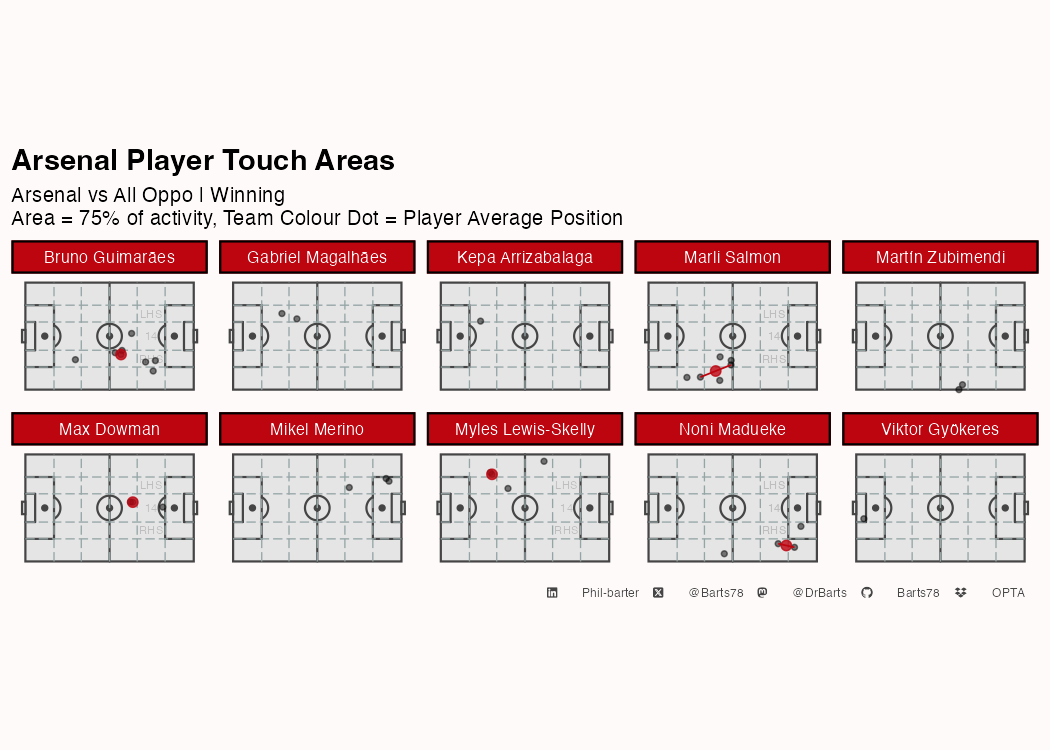 Arsenal Player Touch Areas
Arsenal vs All Oppo | Winning
Area = 75% of activity, Team Colour Dot = Player Average Position
Bruno Guimarães
Gabriel Magalhães
Kepa Arrizabalaga
Marli Salmon
Martín Zubimendi
LHS
14
RHS
LHS
14
RHS
Max Dowman
Mikel Merino
Myles Lewis-Skelly
Noni Madueke
Viktor Gyökeres
LHS
14
RHS
LHS
14
RHS
LHS
14
RHS
Phil-barter @Barts78 @DrBarts Barts78 OPTA